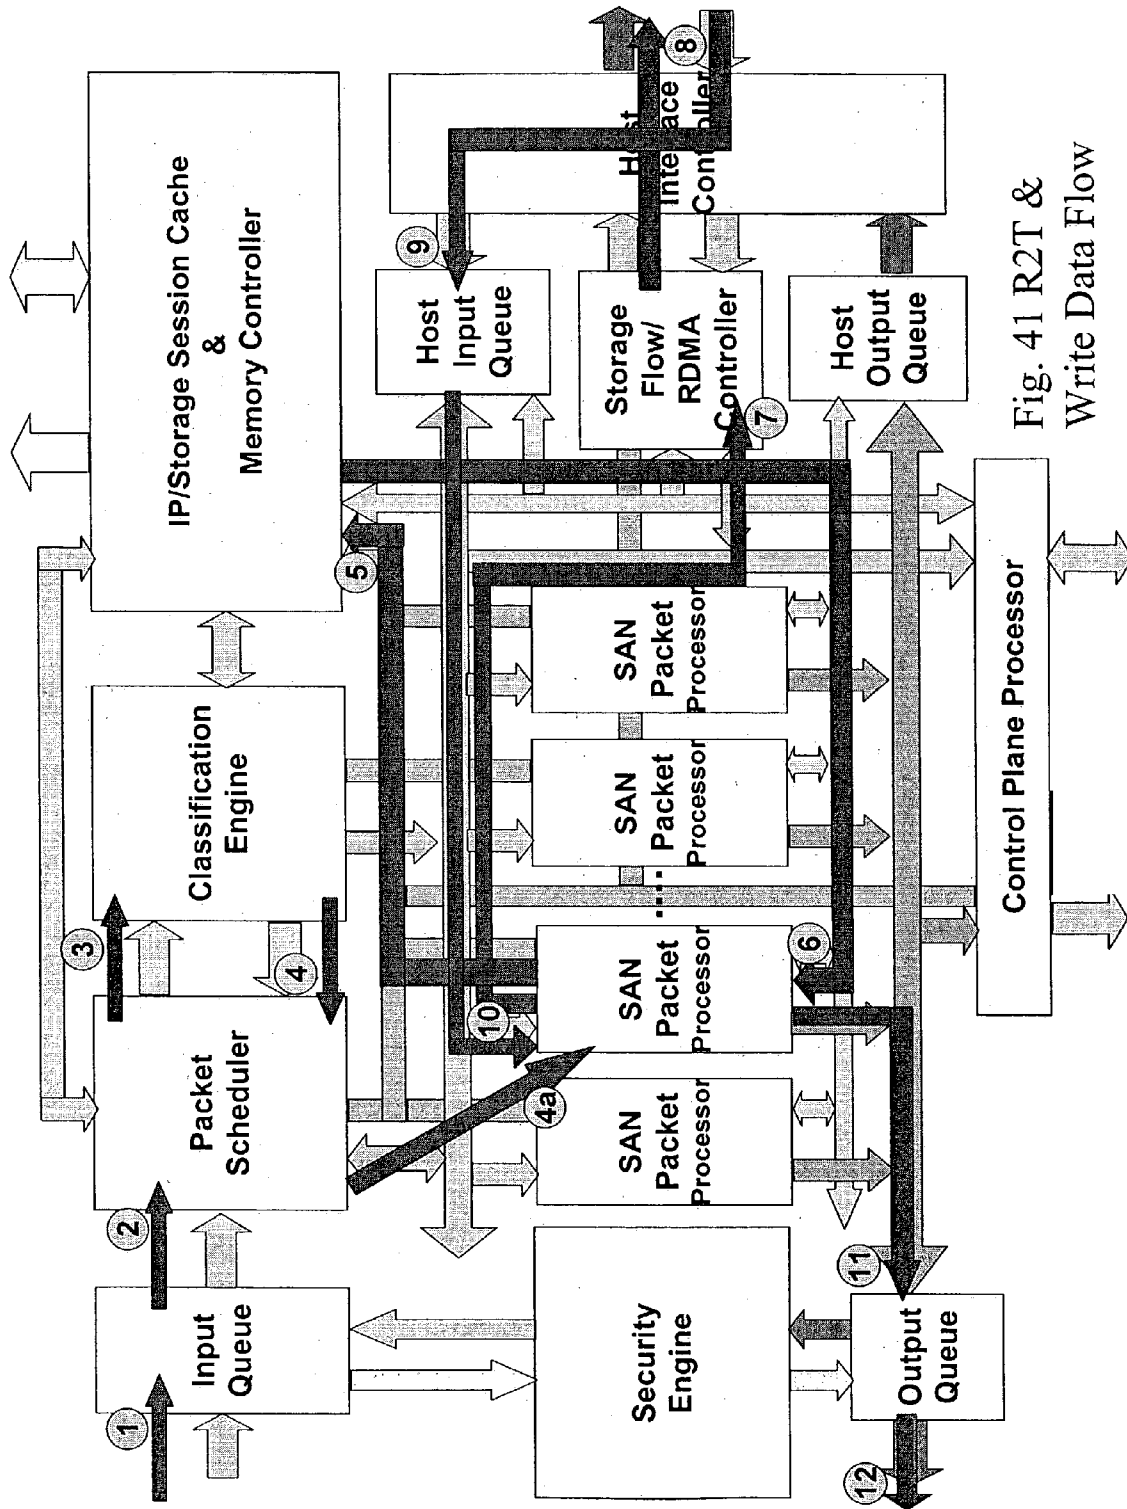 IP/Storage Session Cache
&
Memory Controller
Host
Interface
Controller
8
9
Host
Input
Queue
Storage
Flow/
RDMA
Controller
7
Host
Output
Queue
5
Classification
Engine
3
4
Packet
Scheduler
2
Input
Queue
1
SAN
Packet
Processor
SAN
Packet
Processor
....
SAN
Packet
Processor
6
10
4a
SAN
Packet
Processor
Security
Engine
Control Plane Processor
11
Output
Queue
12
Fig. 41 R2T &
Write Data Flow